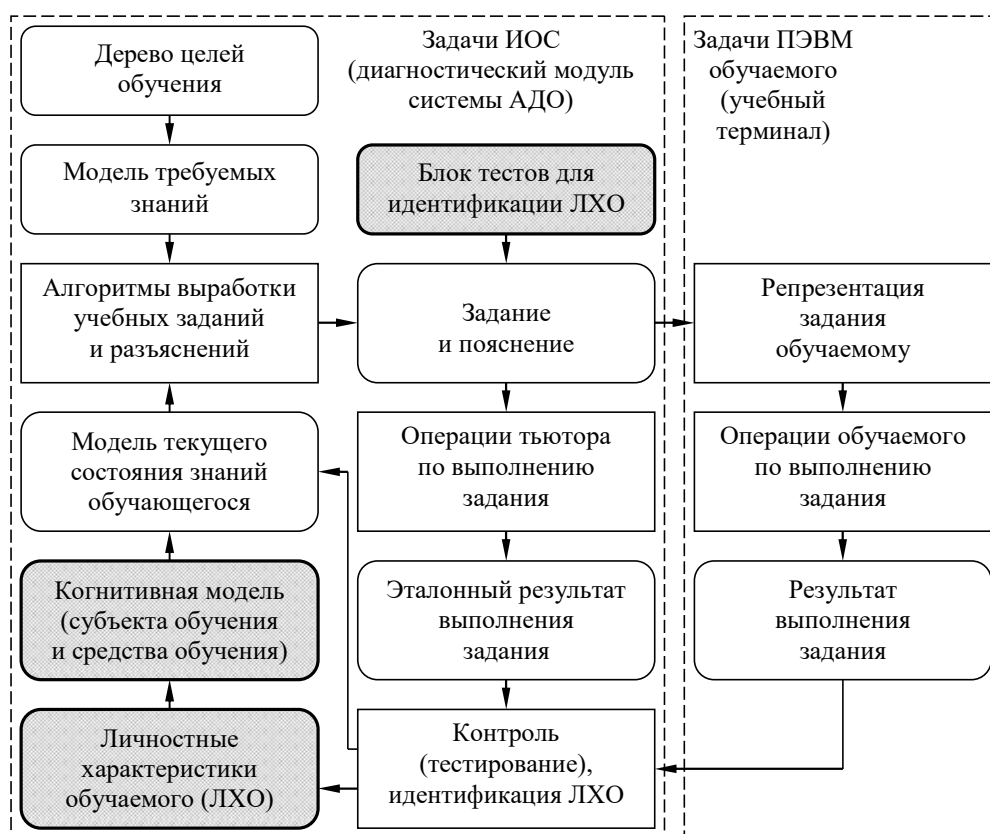 Задачи ИОС
(диагностический модуль
системы АДО)
Задачи ПЭВМ
обучаемого
(учебный
терминал)
Дерево целей
обучения
Модель требуемых
знаний
Блок тестов для
идентификации ЛХО
Алгоритмы выработки
учебных заданий
и разъяснений
Задание
и пояснение
Репрезентация
задания
обучаемому
Модель текущего
состояния знаний
обучающегося
Операции тьютора
по выполнению
задания
Операции обучаемого
по выполнению
задания
Когнитивная модель
(субъекта обучения
и средства обучения)
Эталонный результат
выполнения
задания
Результат
выполнения
задания
Личностные
характеристики
обучаемого (ЛХО)
Контроль
(тестирование),
идентификация ЛХО